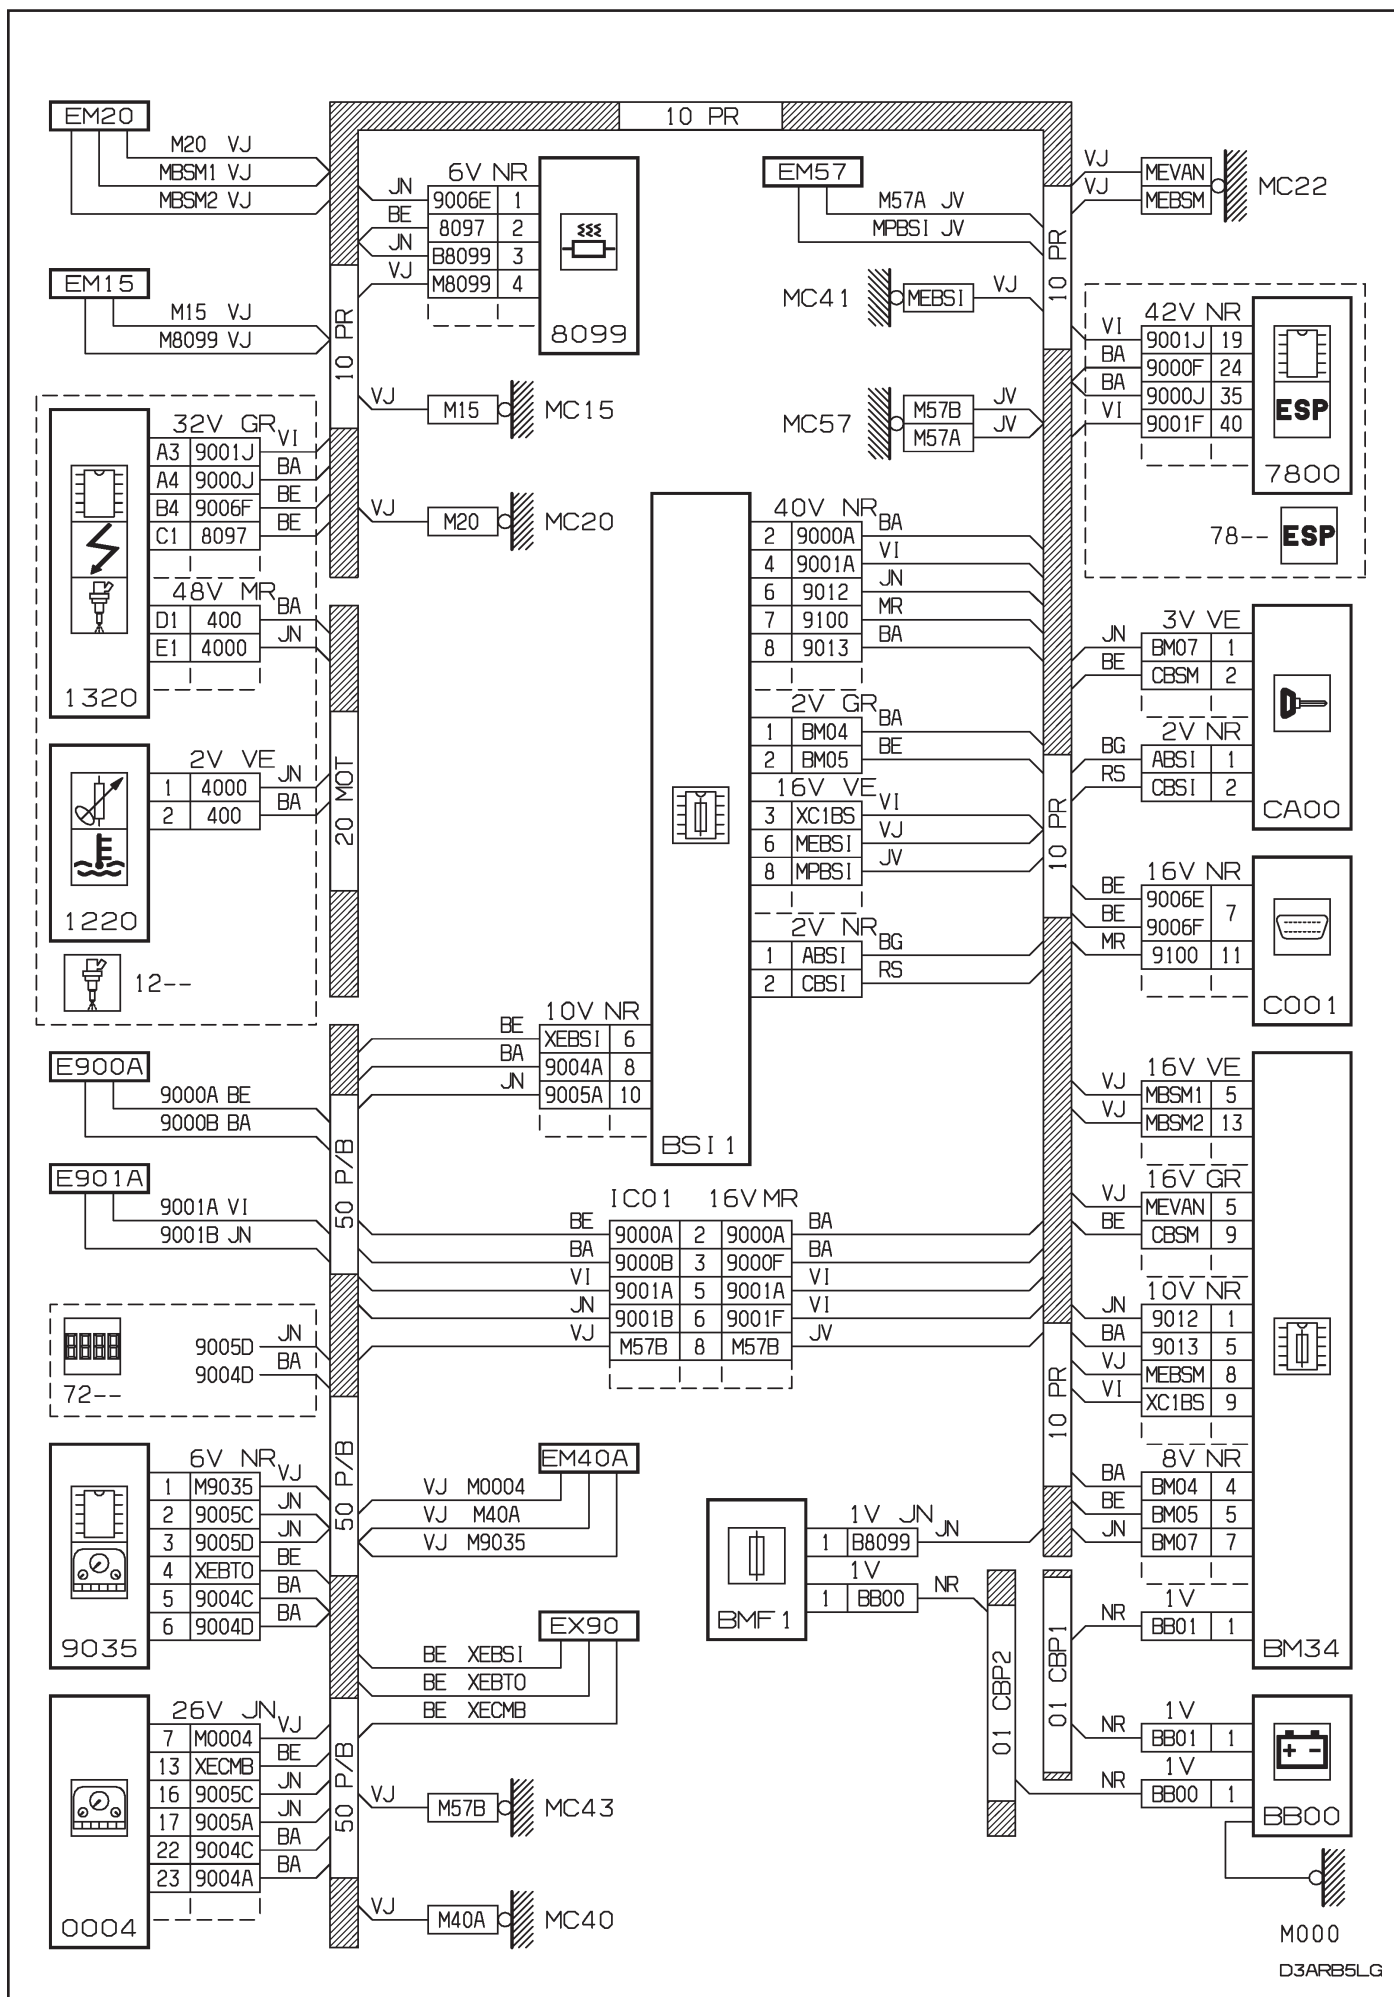 10 PR
EM20
M20 VJ
MBSM1 VJ
MBSM2 VJ
EM15
M15 VJ
M8099 VJ
10 PR
6V NR
JN 9006E 1
BE 8097 2
JN B8099 3
VJ M8099 4
8099
VJ M15 MC15
VJ M20 MC20
EM57
M57A JV
MPBSI JV
MC41 MEBSI VJ
MC57 M57B JV
M57A JV
10 PR
VJ MEVAN
VJ MEBSM
MC22
42V NR
VI 9001J 19
BA 9000F 24
BA 9000J 35
VI 9001F 40
ESP
7800
78-- ESP
32V GR
A3 9001J VI
A4 9000J BA
B4 9006F BE
C1 8097 BE
48V MR
D1 400 BA
E1 4000 JN
1320
2V VE
1 4000 JN
2 400 BA
1220
12--
20 MOT
40V NR
2 9000A BA
4 9001A VI
6 9012 JN
7 9100 MR
8 9013 BA
2V GR
1 BM04 BA
2 BM05 BE
16V VE
3 XC1BS VI
6 MEBSI VJ
8 MPBSI JV
2V NR
1 ABSI BG
2 CBSI RS
10V NR
BE XEBSI 6
BA 9004A 8
JN 9005A 10
BSI1
10 PR
3V VE
JN BM07 1
BE CBSM 2
2V NR
BG ABSI 1
RS CBSI 2
CA00
16V NR
BE 9006E
BE 9006F 7
MR 9100 11
C001
E900A
9000A BE
9000B BA
E901A
9001A VI
9001B JN
50 P/B
IC01 16V MR
BE 9000A 2 9000A BA
BA 9000B 3 9000F BA
VI 9001A 5 9001A VI
JN 9001B 6 9001F VI
VJ M57B 8 M57B JV
16V VE
VJ MBSM1 5
VJ MBSM2 13
16V GR
VJ MEVAN 5
BE CBSM 9
10V NR
JN 9012 1
BA 9013 5
VJ MEBSM 8
VI XC1BS 9
8V NR
BA BM04 4
BE BM05 5
JN BM07 7
1V
NR BB01 1
BM34
10 PR
9005D JN
9004D BA
72--
50 P/B
6V NR
1 M9035 VJ
2 9005C JN
3 9005D JN
4 XEBTO BE
5 9004C BA
6 9004D BA
9035
EM40A
VJ M0004
VJ M40A
VJ M9035
EX90
BE XEBSI
BE XEBTO
BE XECMB
1V JN
1 B8099 JN
1V
1 BB00 NR
BMF1
01 CBP2
01 CBP1
26V JN
7 M0004 VJ
13 XECMB BE
16 9005C JN
17 9005A JN
22 9004C BA
23 9004A BA
0004
50 P/B
VJ M57B MC43
VJ M40A MC40
1V
NR BB01 1
1V
NR BB00 1
+ -
BB00
M000
D3ARB5LG